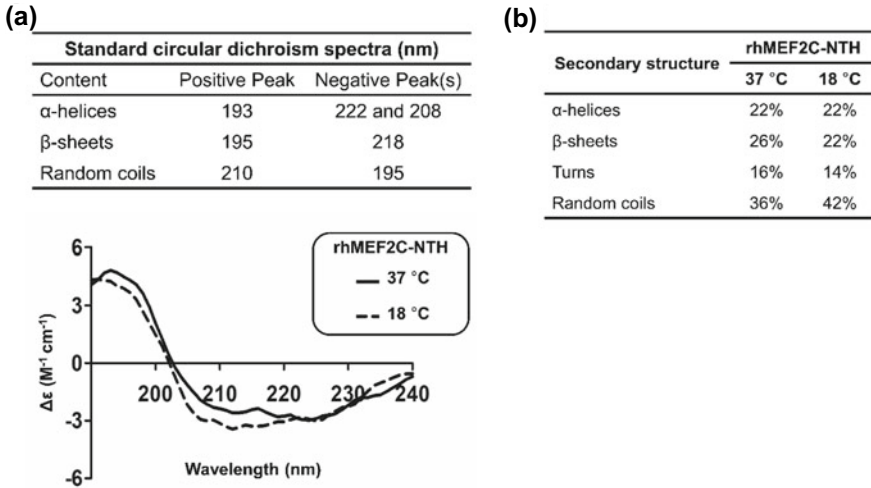 (a)
Standard circular dichroism spectra (nm)
Content Positive Peak Negative Peak(s)
α-helices 193 222 and 208
β-sheets 195 218
Random coils 210 195
rhMEF2C-NTH
37 °C
18 °C
6
3
0
-3
-6
200 210 220 230 240
Δε (M⁻¹ cm⁻¹)
Wavelength (nm)
(b)
Secondary structure rhMEF2C-NTH
37 °C 18 °C
α-helices 22% 22%
β-sheets 26% 22%
Turns 16% 14%
Random coils 36% 42%